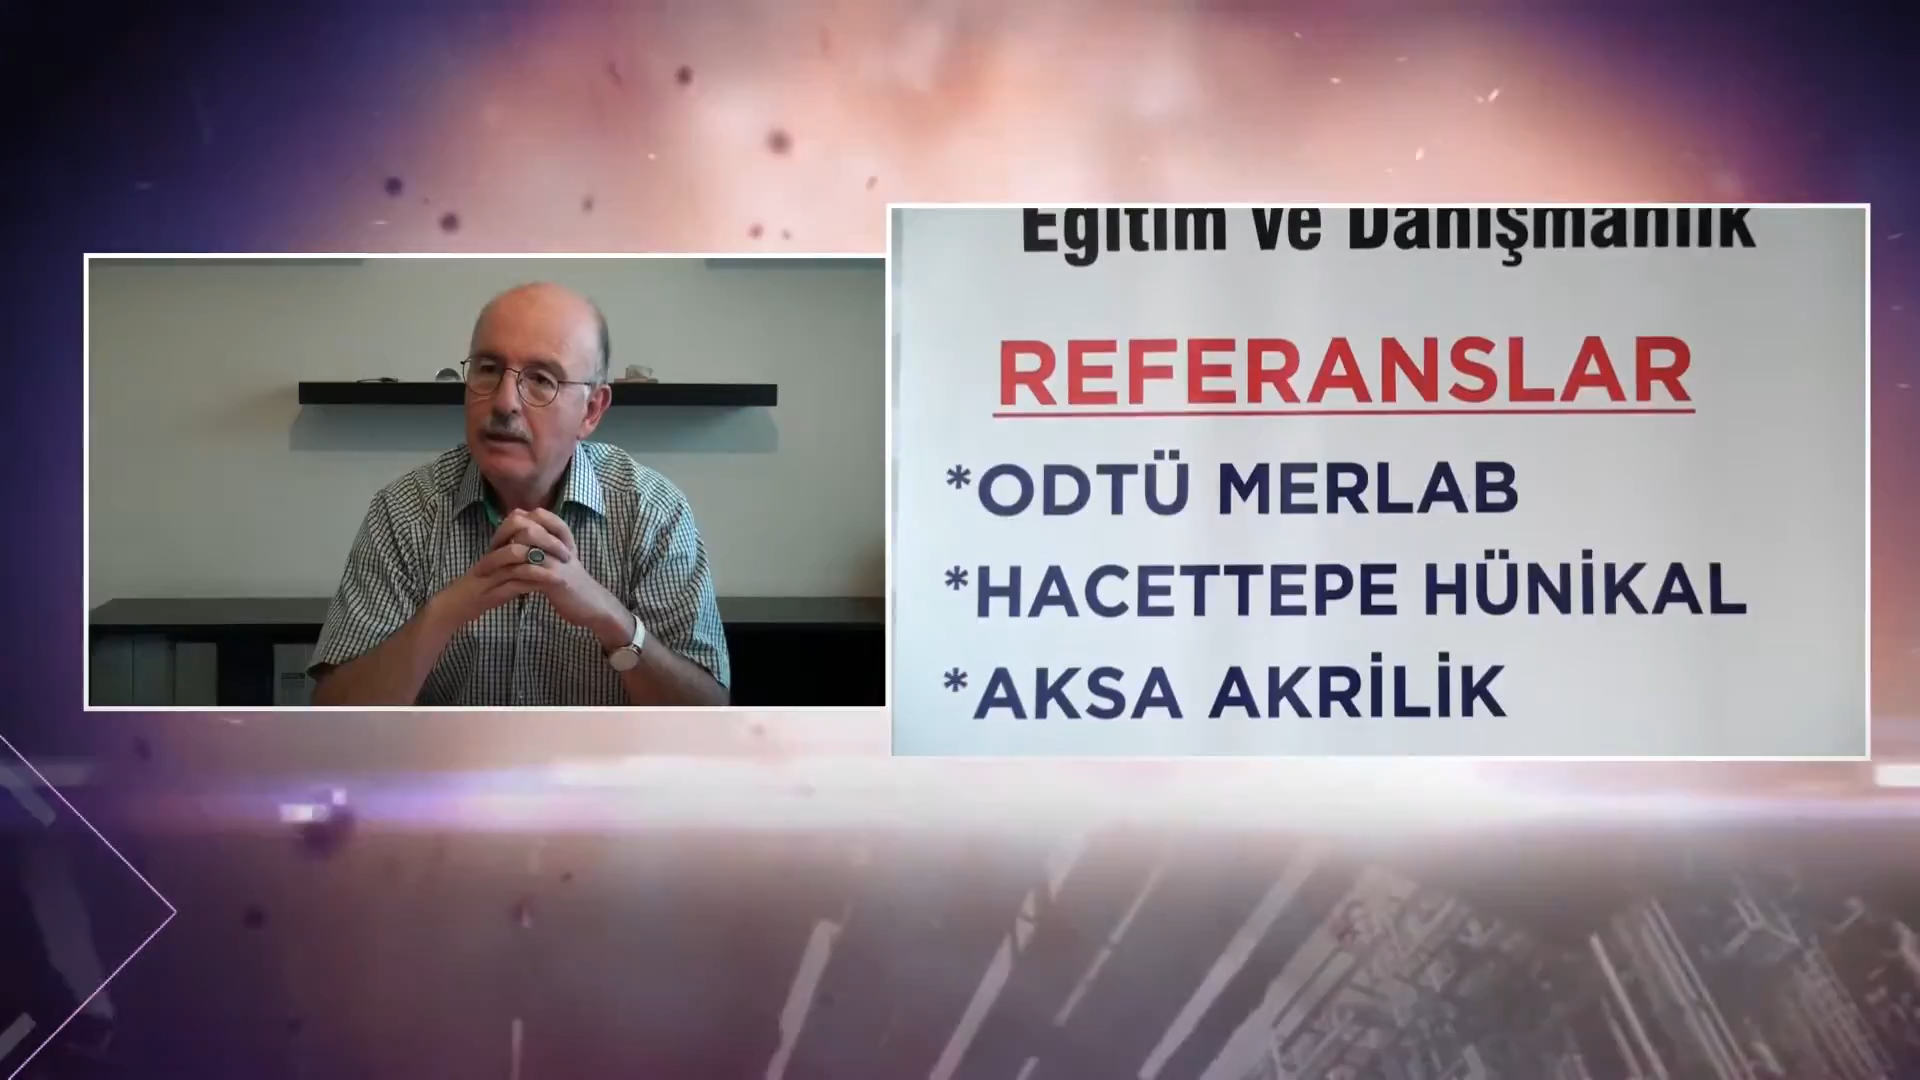 Eğitim ve Danışmanlık
REFERANSLAR
*ODTÜ MERLAB
*HACETTEPE HÜNİKAL
*AKSA AKRİLİK